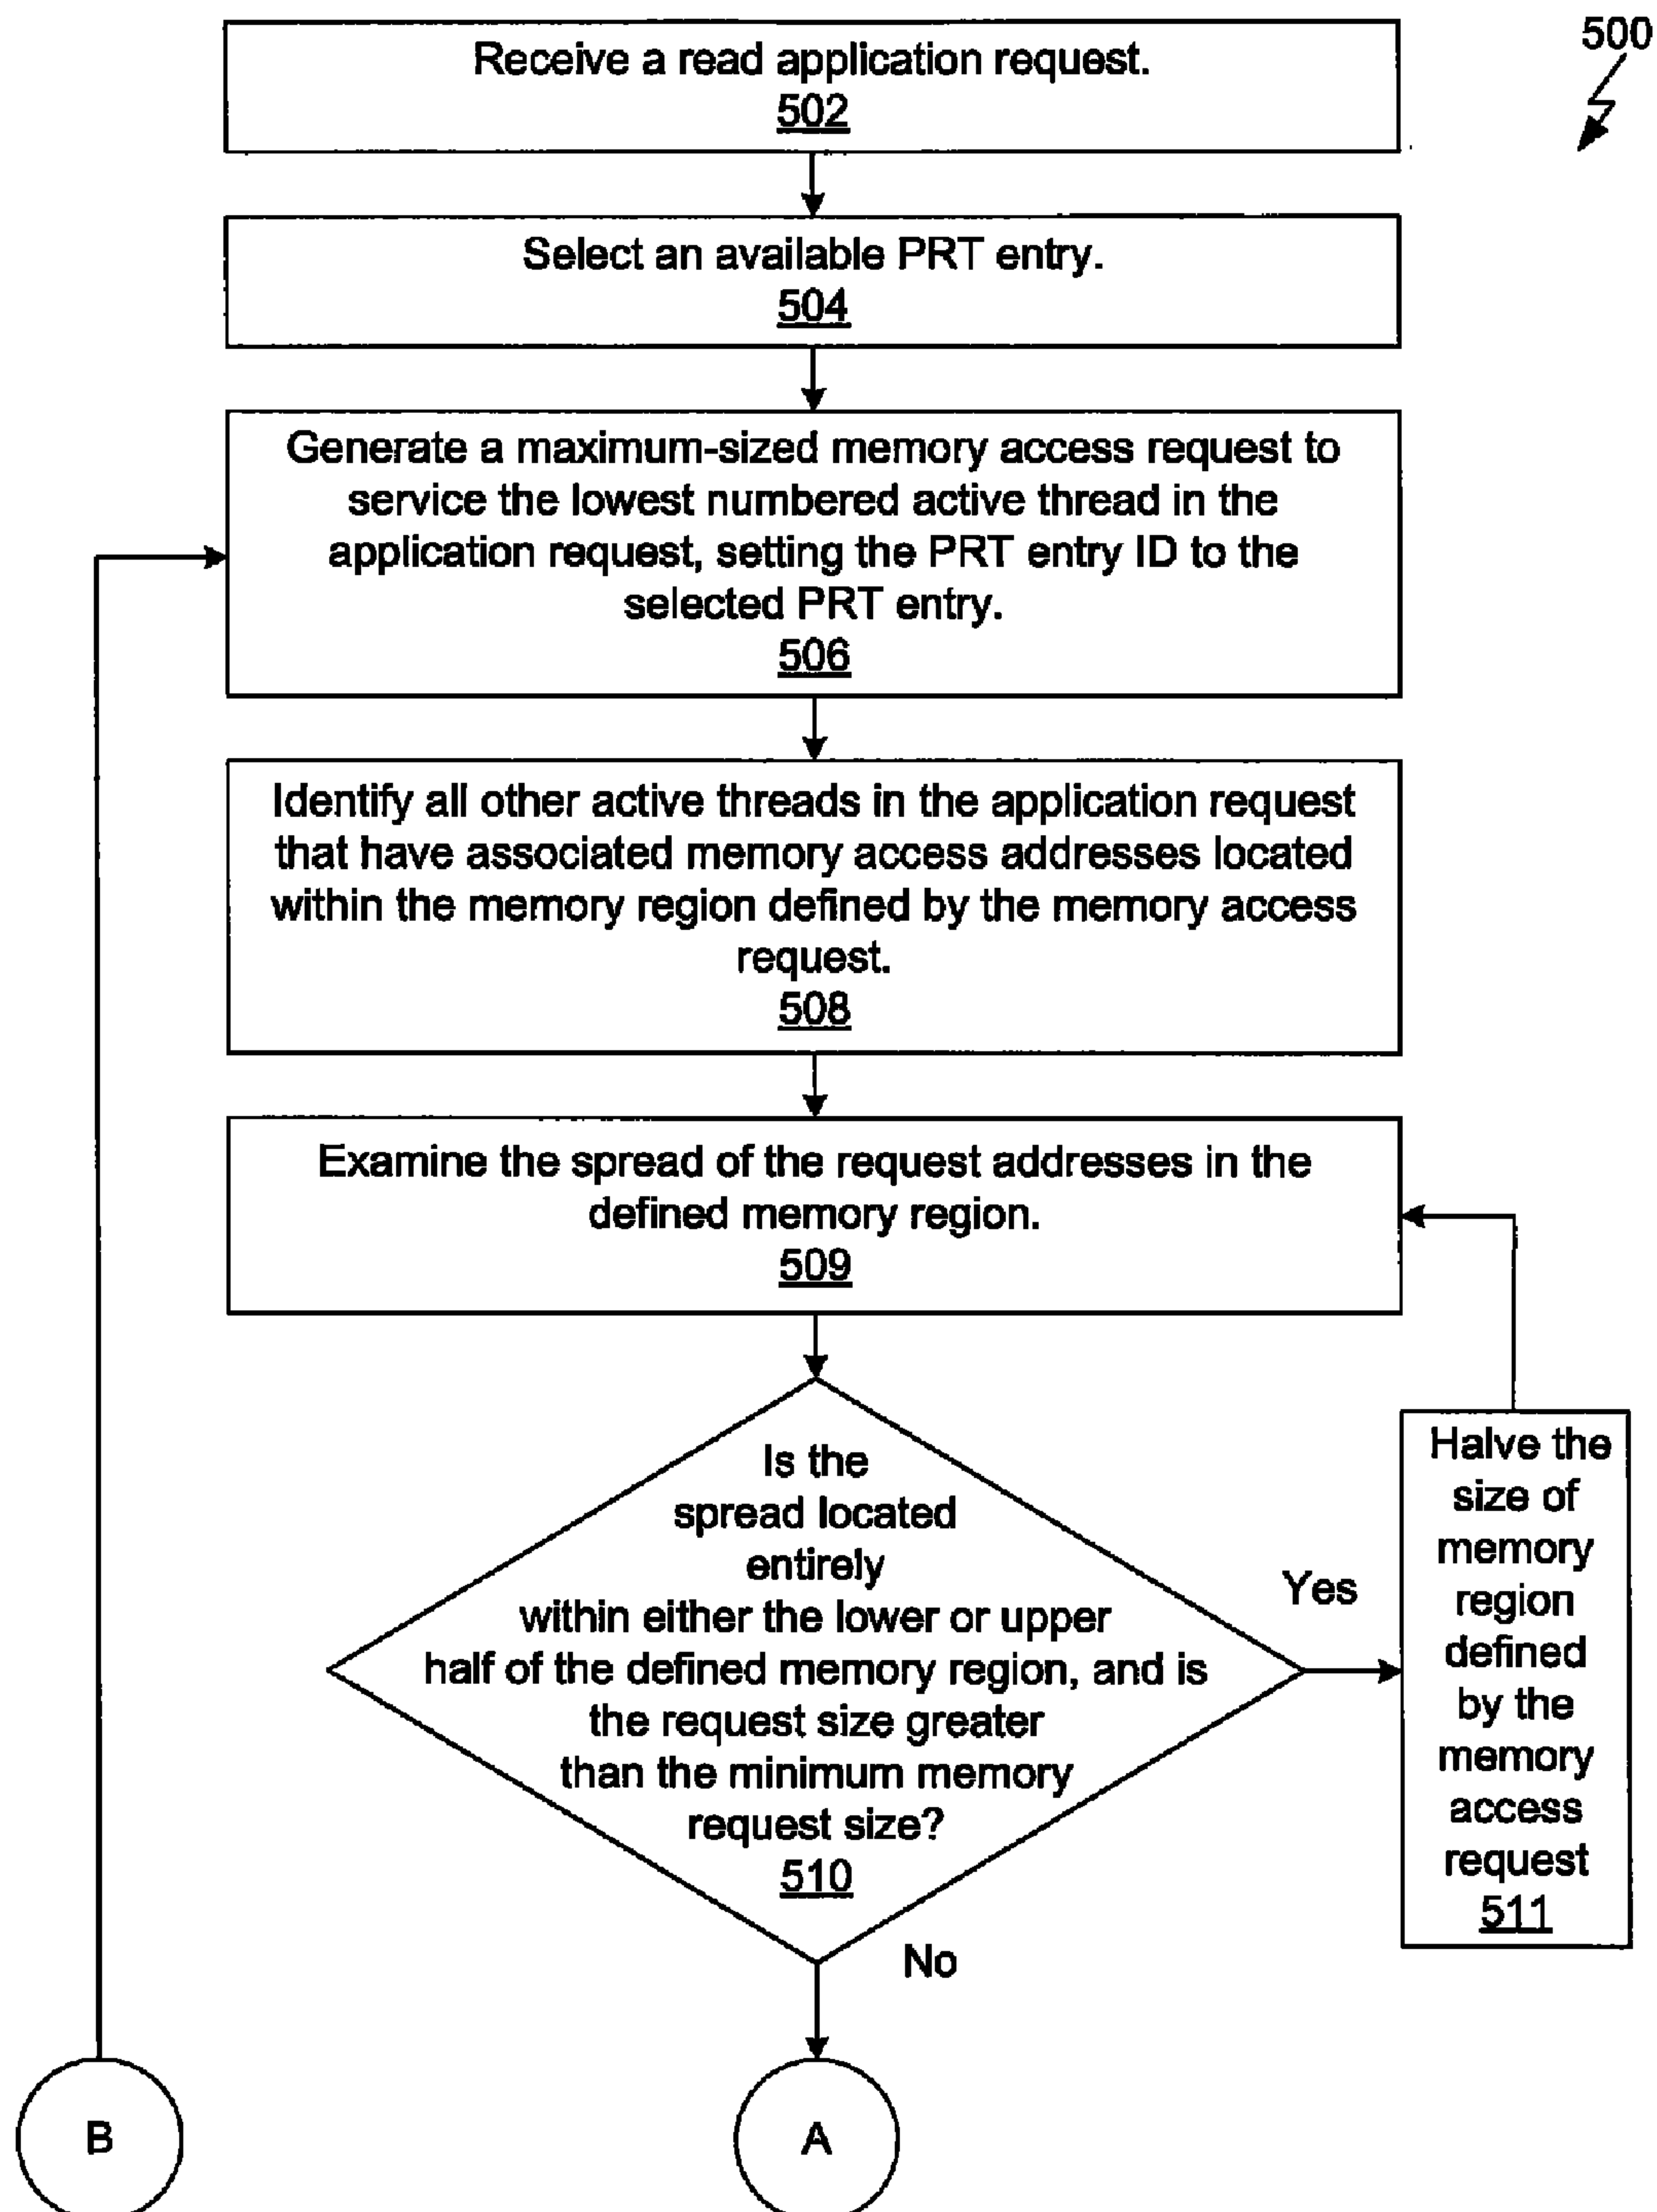 500
Receive a read application request.
502
Select an available PRT entry.
504
Generate a maximum-sized memory access request to
service the lowest numbered active thread in the
application request, setting the PRT entry ID to the
selected PRT entry.
506
Identify all other active threads in the application request
that have associated memory access addresses located
within the memory region defined by the memory access
request.
508
Examine the spread of the request addresses in the
defined memory region.
509
Is the
spread located
entirely
within either the lower or upper
half of the defined memory region, and is
the request size greater
than the minimum memory
request size?
510
Yes
Halve the
size of
memory
region
defined
by the
memory
access
request
511
No
B
A